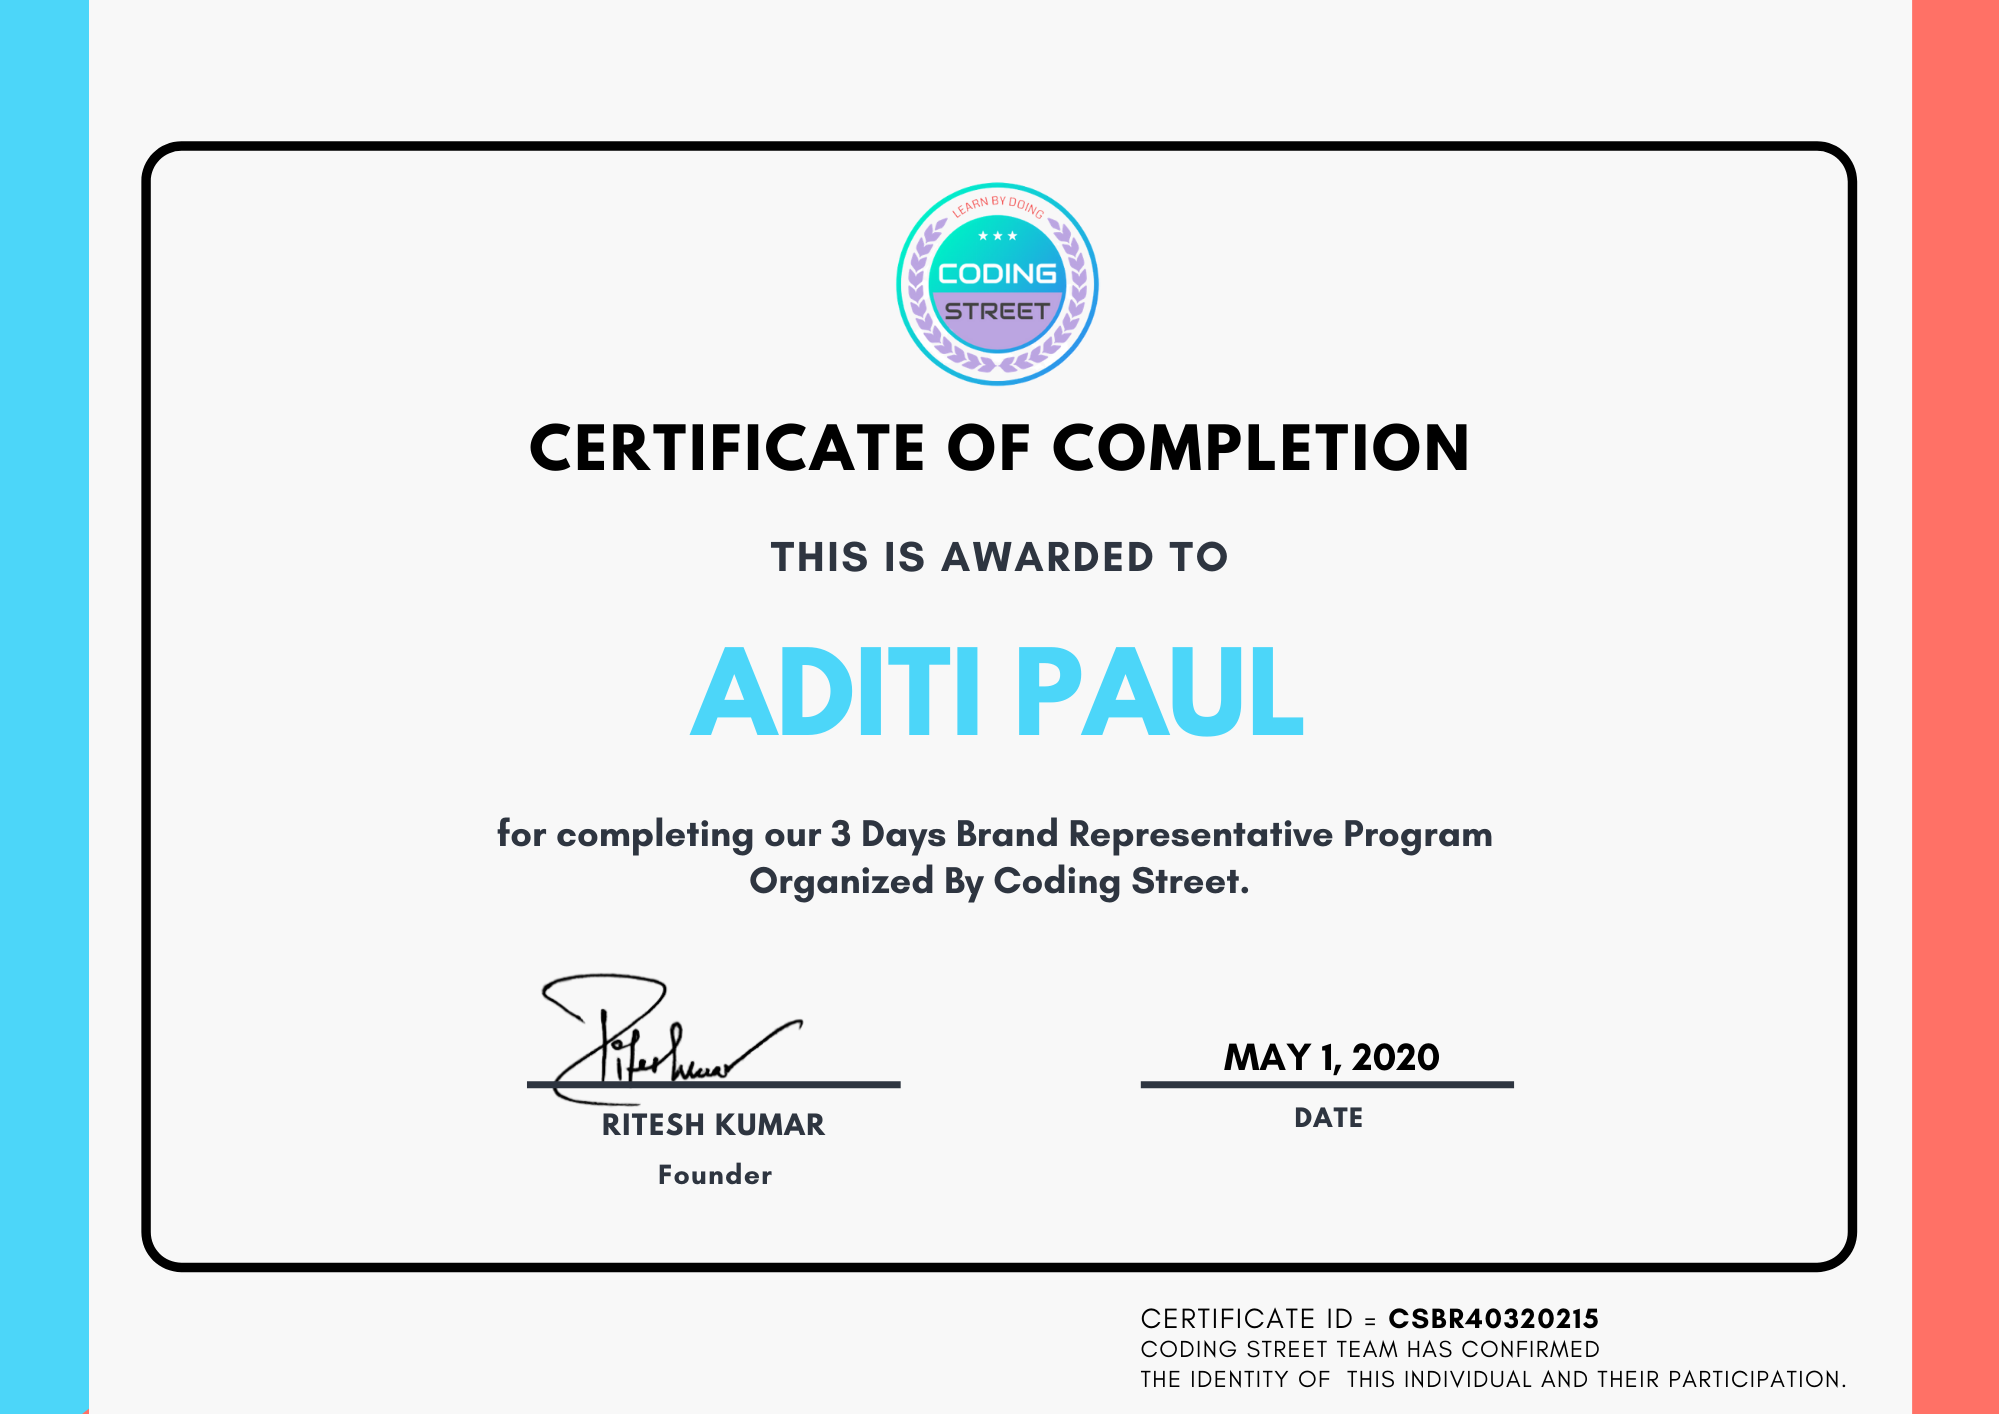 LEARN BY DOING
CODING
STREET
CERTIFICATE OF COMPLETION
THIS IS AWARDED TO
ADITI PAUL
for completing our 3 Days Brand Representative Program
Organized By Coding Street.
Ritesh Kumar
MAY 1, 2020
RITESH KUMAR
DATE
Founder
CERTIFICATE ID = CSBR40320215
CODING STREET TEAM HAS CONFIRMED
THE IDENTITY OF THIS INDIVIDUAL AND THEIR PARTICIPATION.